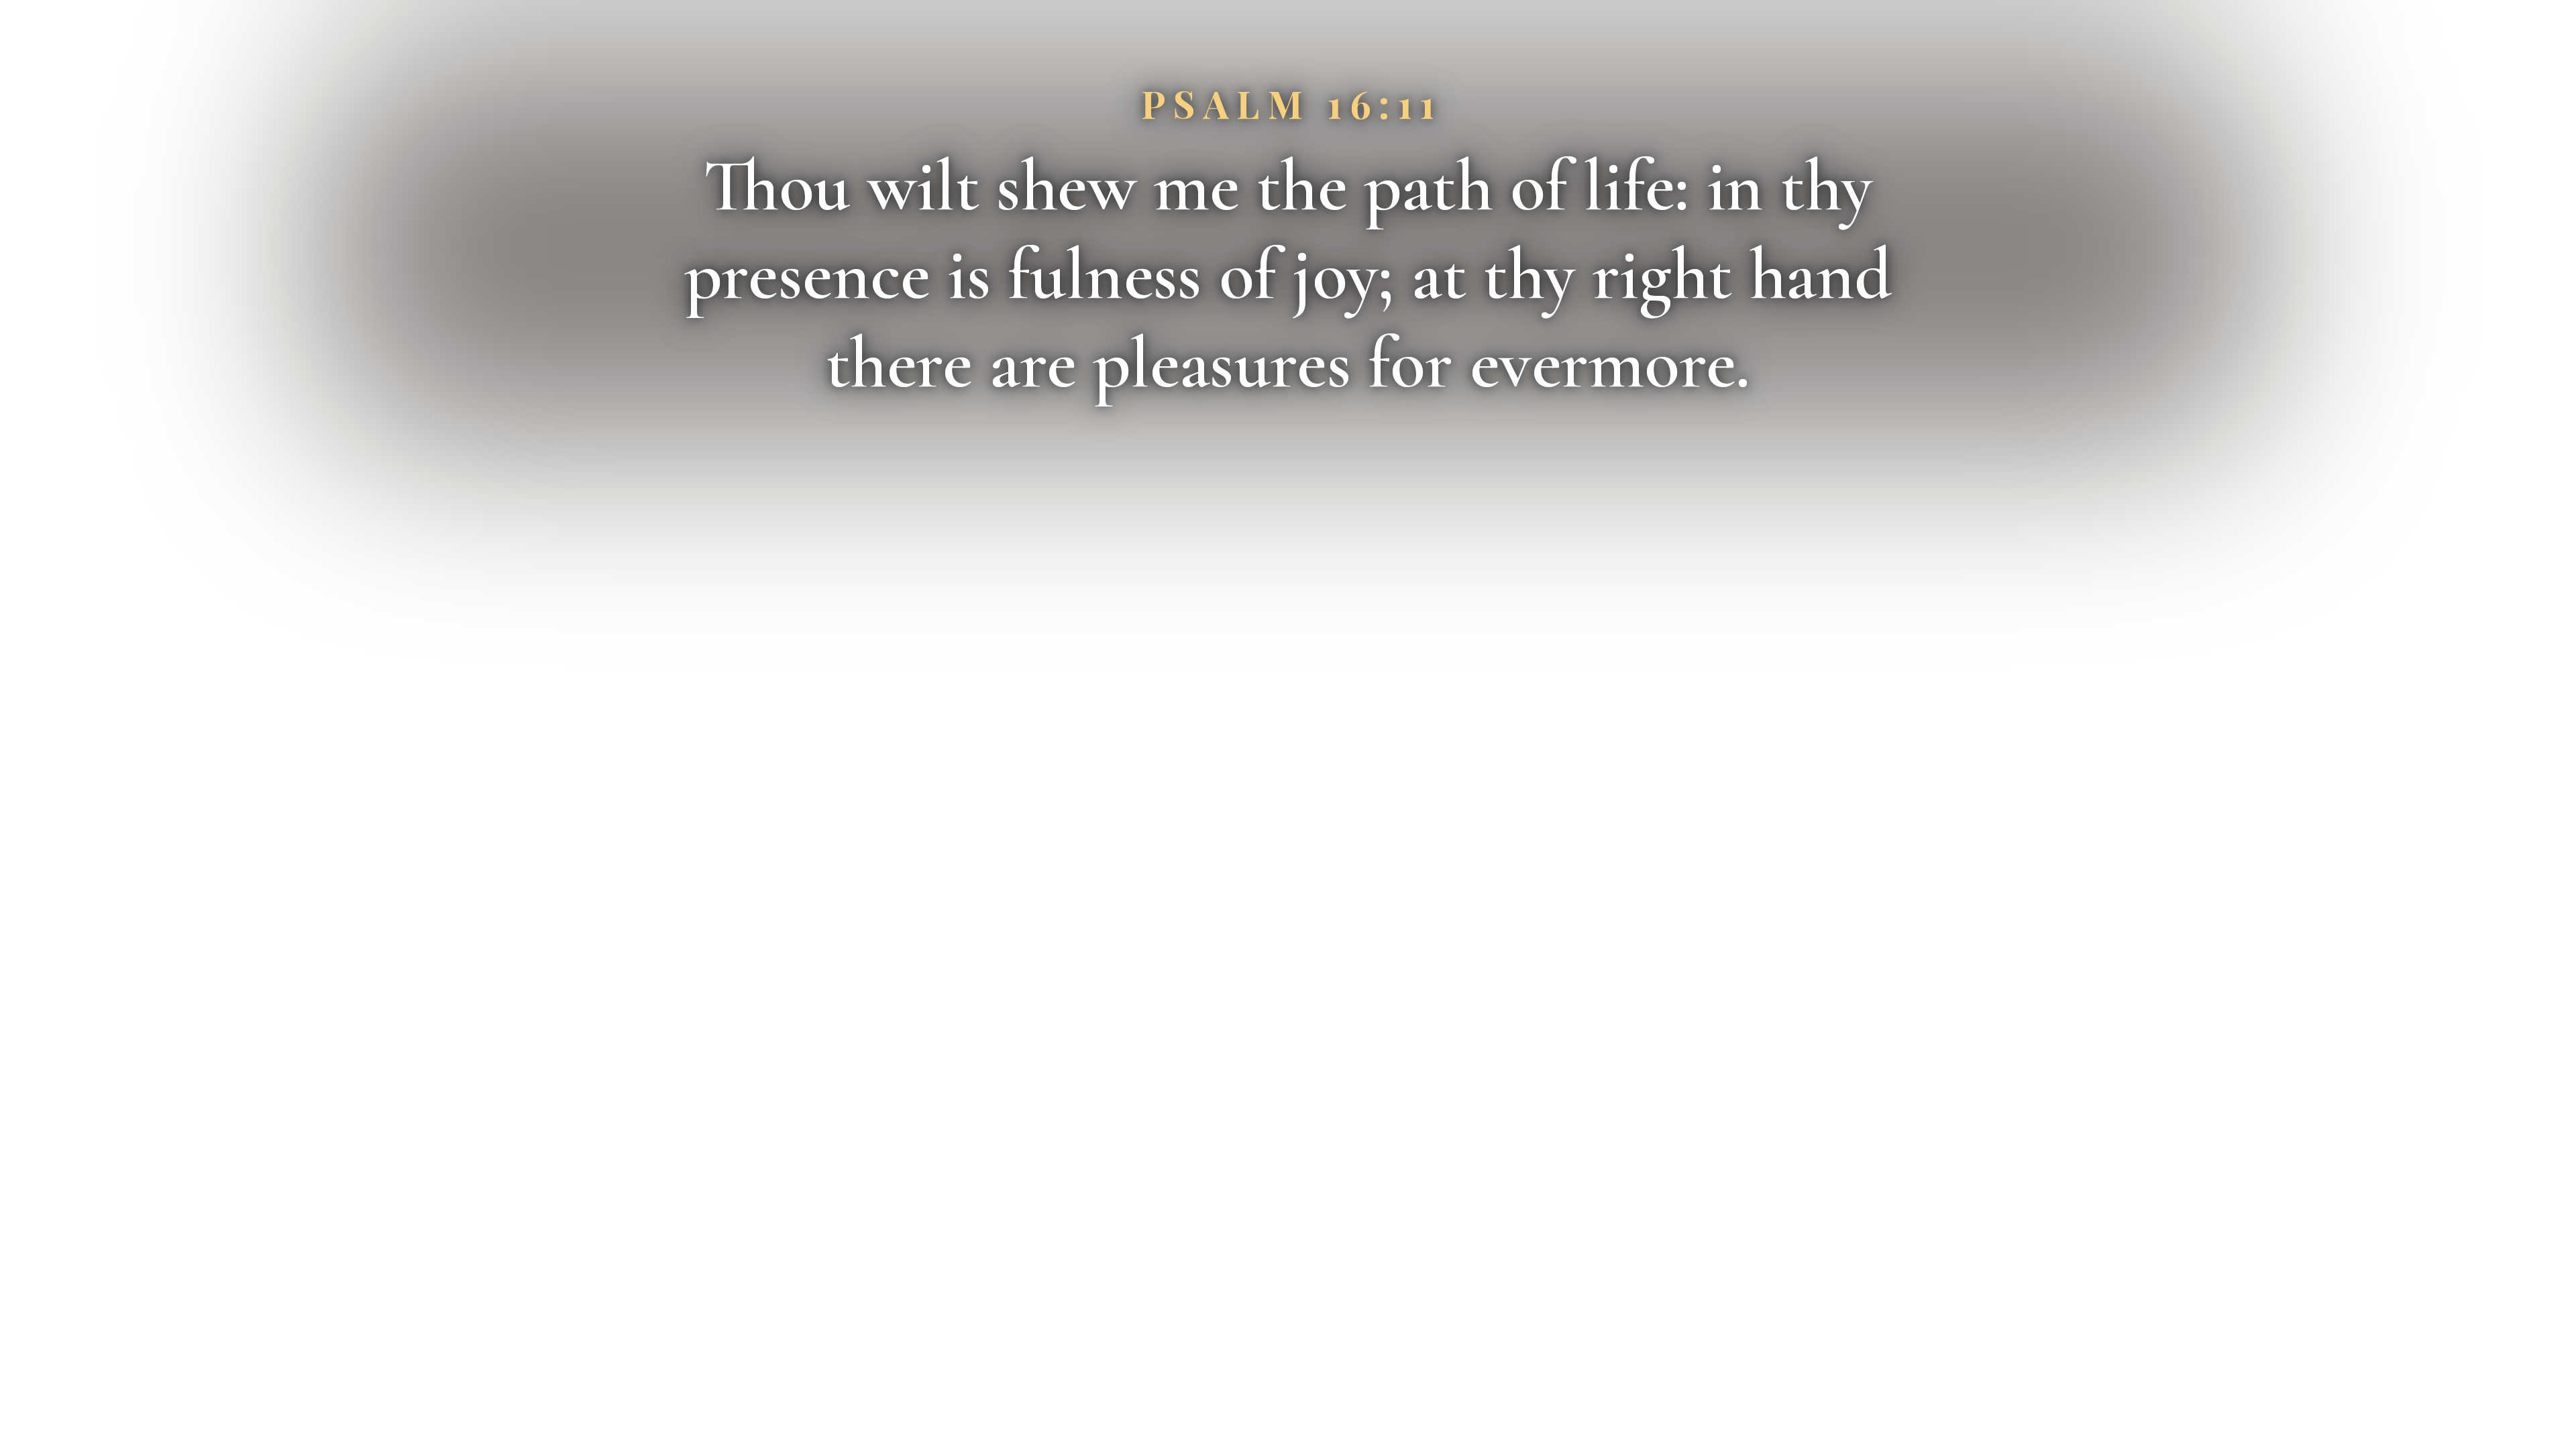 PSALM 16:11
Thou wilt shew me the path of life: in thy
presence is fulness of joy; at thy right hand
there are pleasures for evermore.